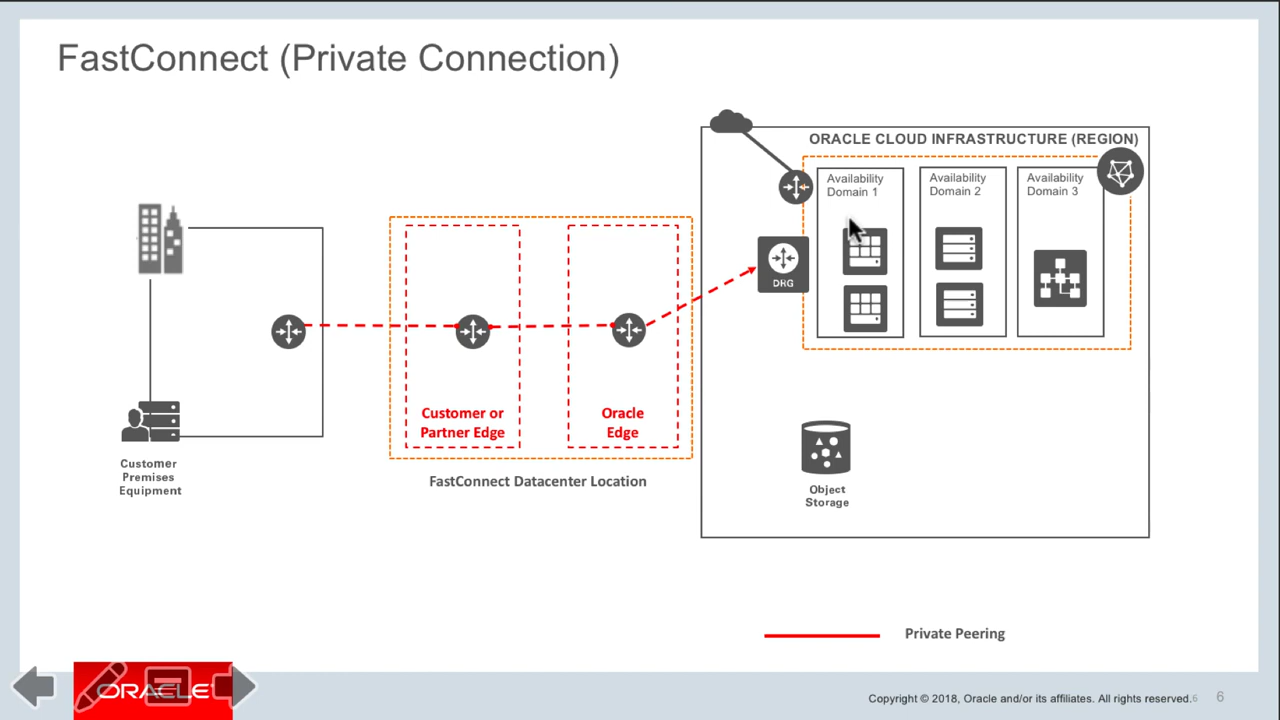 FastConnect (Private Connection)
ORACLE CLOUD INFRASTRUCTURE (REGION)
Availability
Domain 1
Availability
Domain 2
Availability
Domain 3
DRG
Customer or
Partner Edge
Oracle
Edge
Customer
Premises
Equipment
FastConnect Datacenter Location
Object
Storage
Private Peering
ORACLE
Copyright © 2018, Oracle and/or its affiliates. All rights reserved.6
6